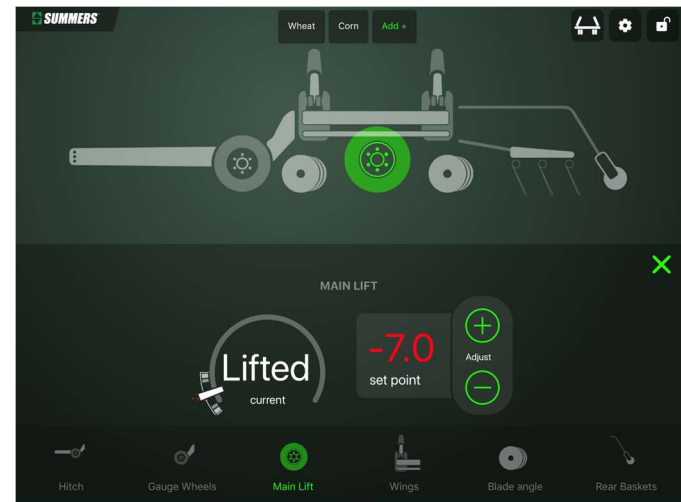 SUMMERS
Wheat
Corn
Add +
MAIN LIFT
Lifted
current
-7.0
set point
Adjust
Hitch
Gauge Wheels
Main Lift
Wings
Blade angle
Rear Baskets